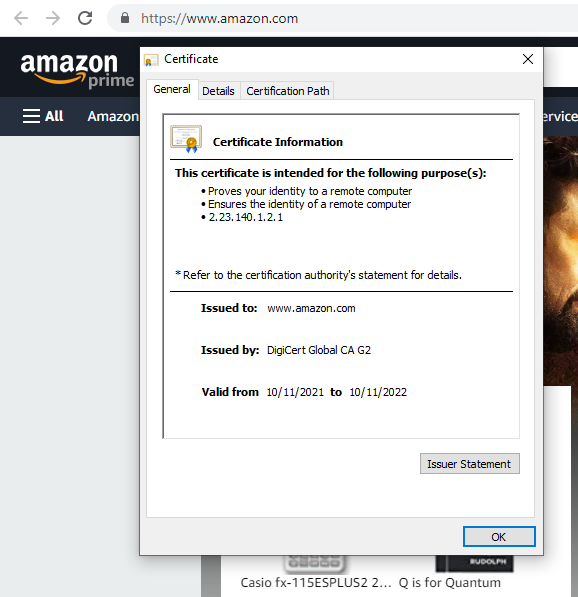 https://www.amazon.com
amazon
prime
Certificate
General Details Certification Path
All
Amazon
ervice
Certificate Information
This certificate is intended for the following purpose(s):
• Proves your identity to a remote computer
• Ensures the identity of a remote computer
• 2.23.140.1.2.1
* Refer to the certification authority's statement for details.
Issued to: www.amazon.com
Issued by: DigiCert Global CA G2
Valid from 10/11/2021 to 10/11/2022
Issuer Statement
OK
RUDOLPH
Casio fx-115ESPLUS2 2... Q is for Quantum